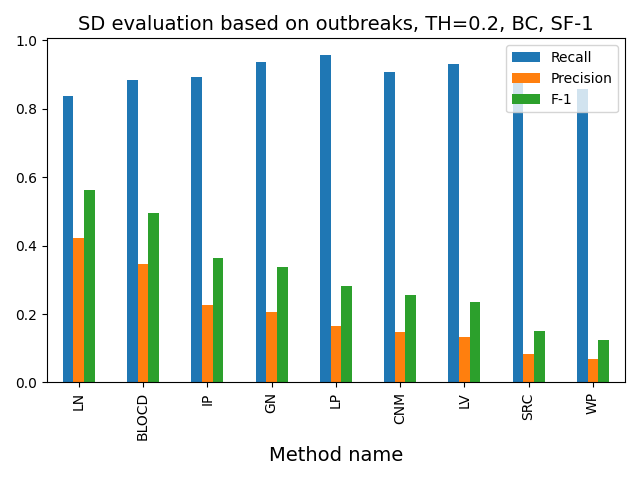 SD evaluation based on outbreaks, TH=0.2, BC, SF-1
1.0
0.8
0.6
0.4
0.2
0.0
Recall
Precision
F-1
LN
BLOCD
IP
GN
LP
CNM
LV
SRC
WP
Method name